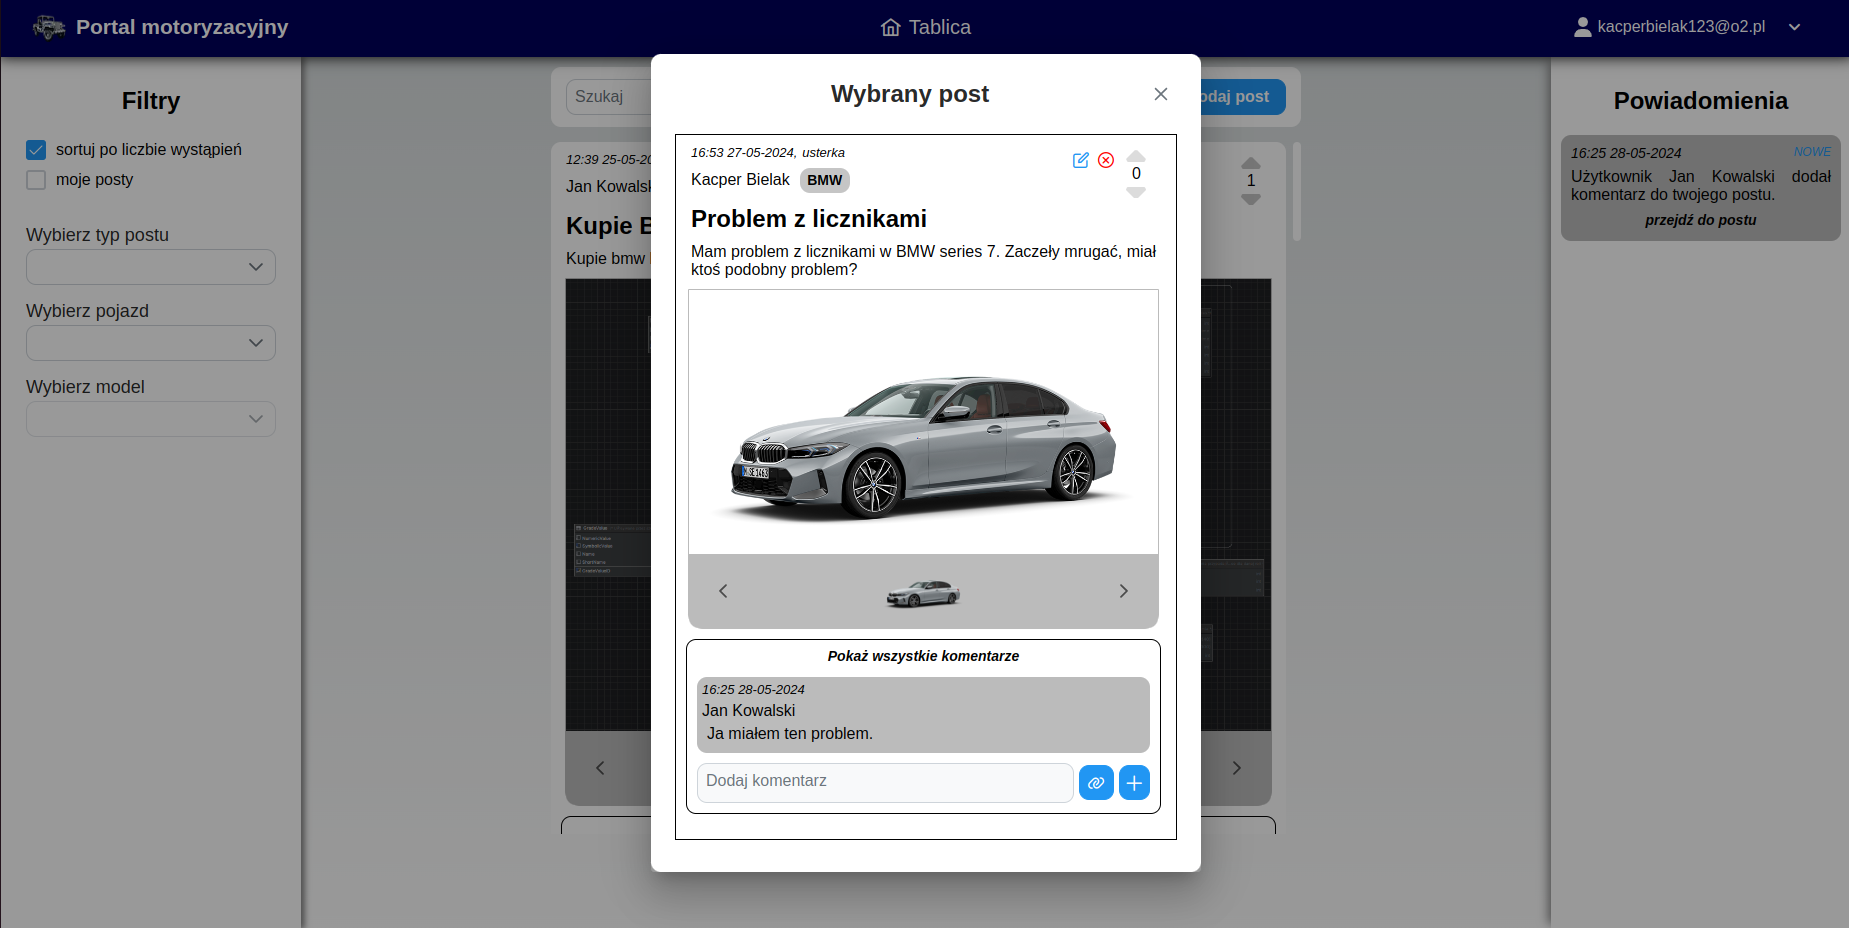 Portal motoryzacyjny
Tablica
kacperbielak123@o2.pl
Filtry
sortuj po liczbie wystąpień
moje posty
Wybierz typ postu
Wybierz pojazd
Wybierz model
Szukaj
odaj post
12:39 25-05-20
Jan Kowalsk
1
Kupie B
Kupie bmw
Wybrany post
16:53 27-05-2024, usterka
Kacper Bielak BMW
0
Problem z licznikami
Mam problem z licznikami w BMW series 7. Zaczeły mrugać, miał
ktoś podobny problem?
Pokaż wszystkie komentarze
16:25 28-05-2024
Jan Kowalski
Ja miałem ten problem.
Dodaj komentarz
Powiadomienia
16:25 28-05-2024 NOWE
Użytkownik Jan Kowalski dodał
komentarz do twojego postu.
przejdź do postu